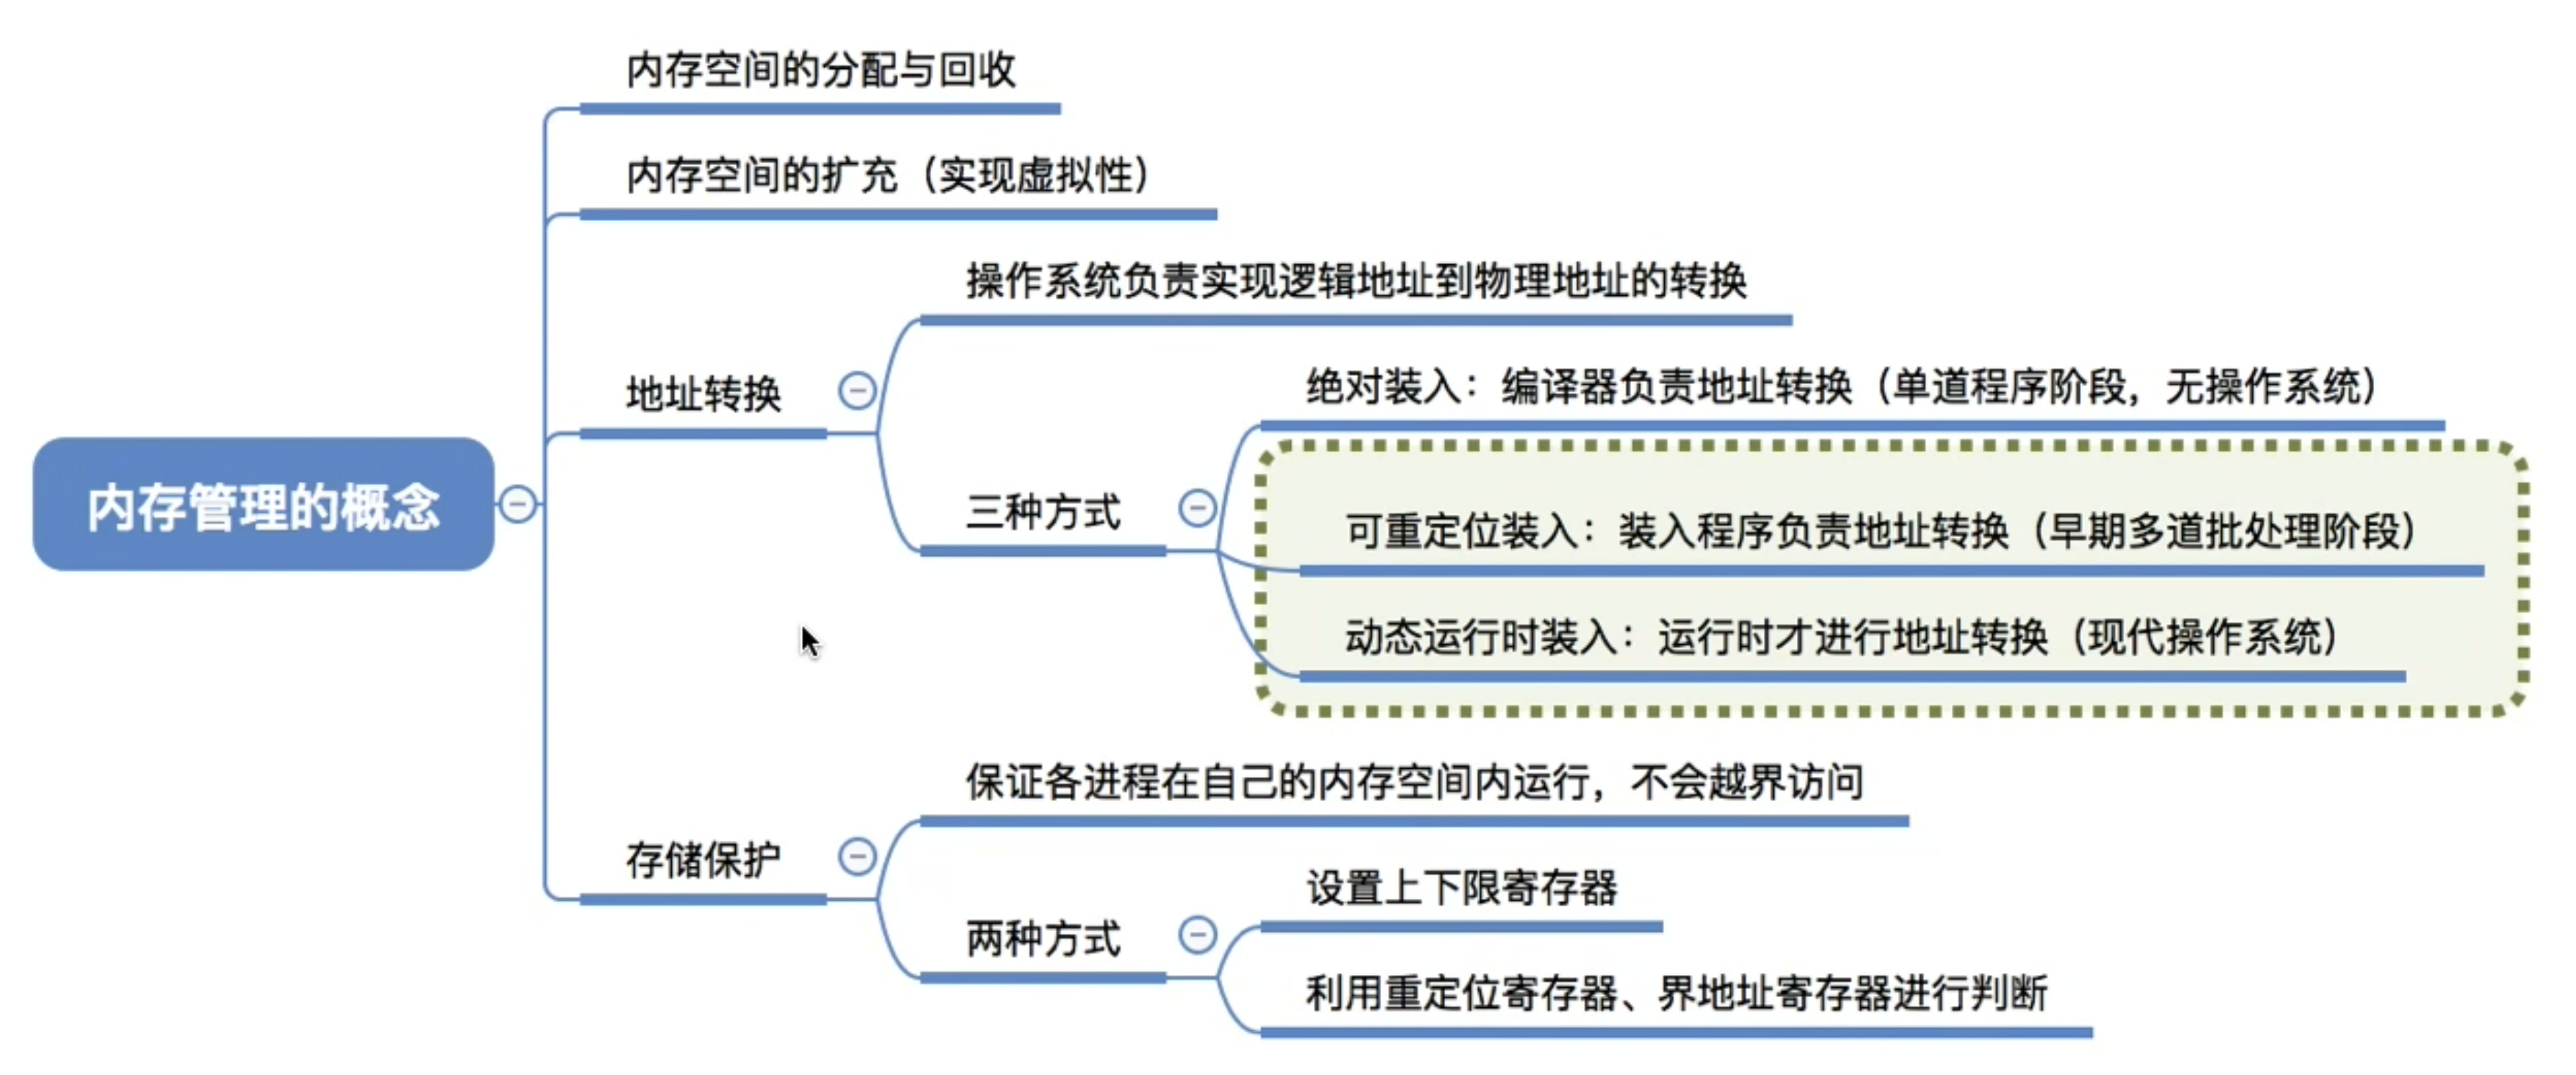 内存空间的分配与回收
内存空间的扩充（实现虚拟性）
操作系统负责实现逻辑地址到物理地址的转换
绝对装入：编译器负责地址转换（单道程序阶段，无操作系统）
地址转换
内存管理的概念
三种方式
可重定位装入：装入程序负责地址转换（早期多道批处理阶段）
动态运行时装入：运行时才进行地址转换（现代操作系统）
保证各进程在自己的内存空间内运行，不会越界访问
存储保护
设置上下限寄存器
两种方式
利用重定位寄存器、界地址寄存器进行判断